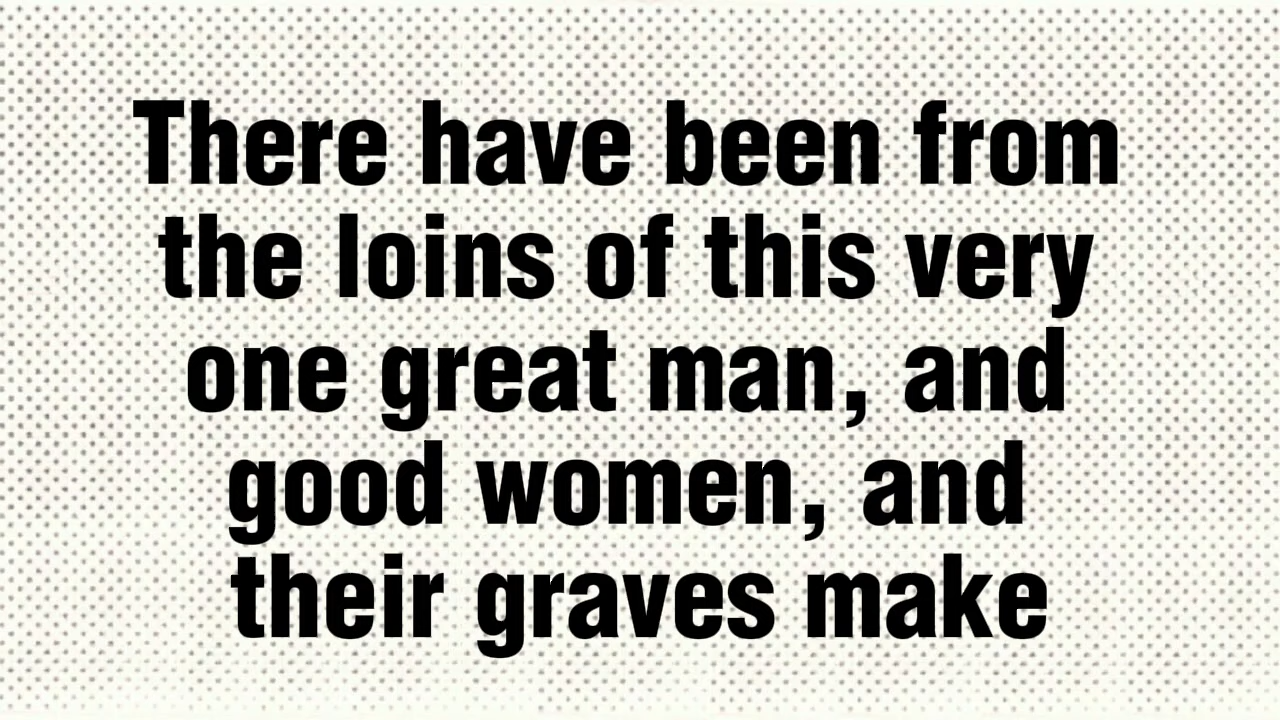 There have been from
the loins of this very
one great man, and
good women, and
their graves make